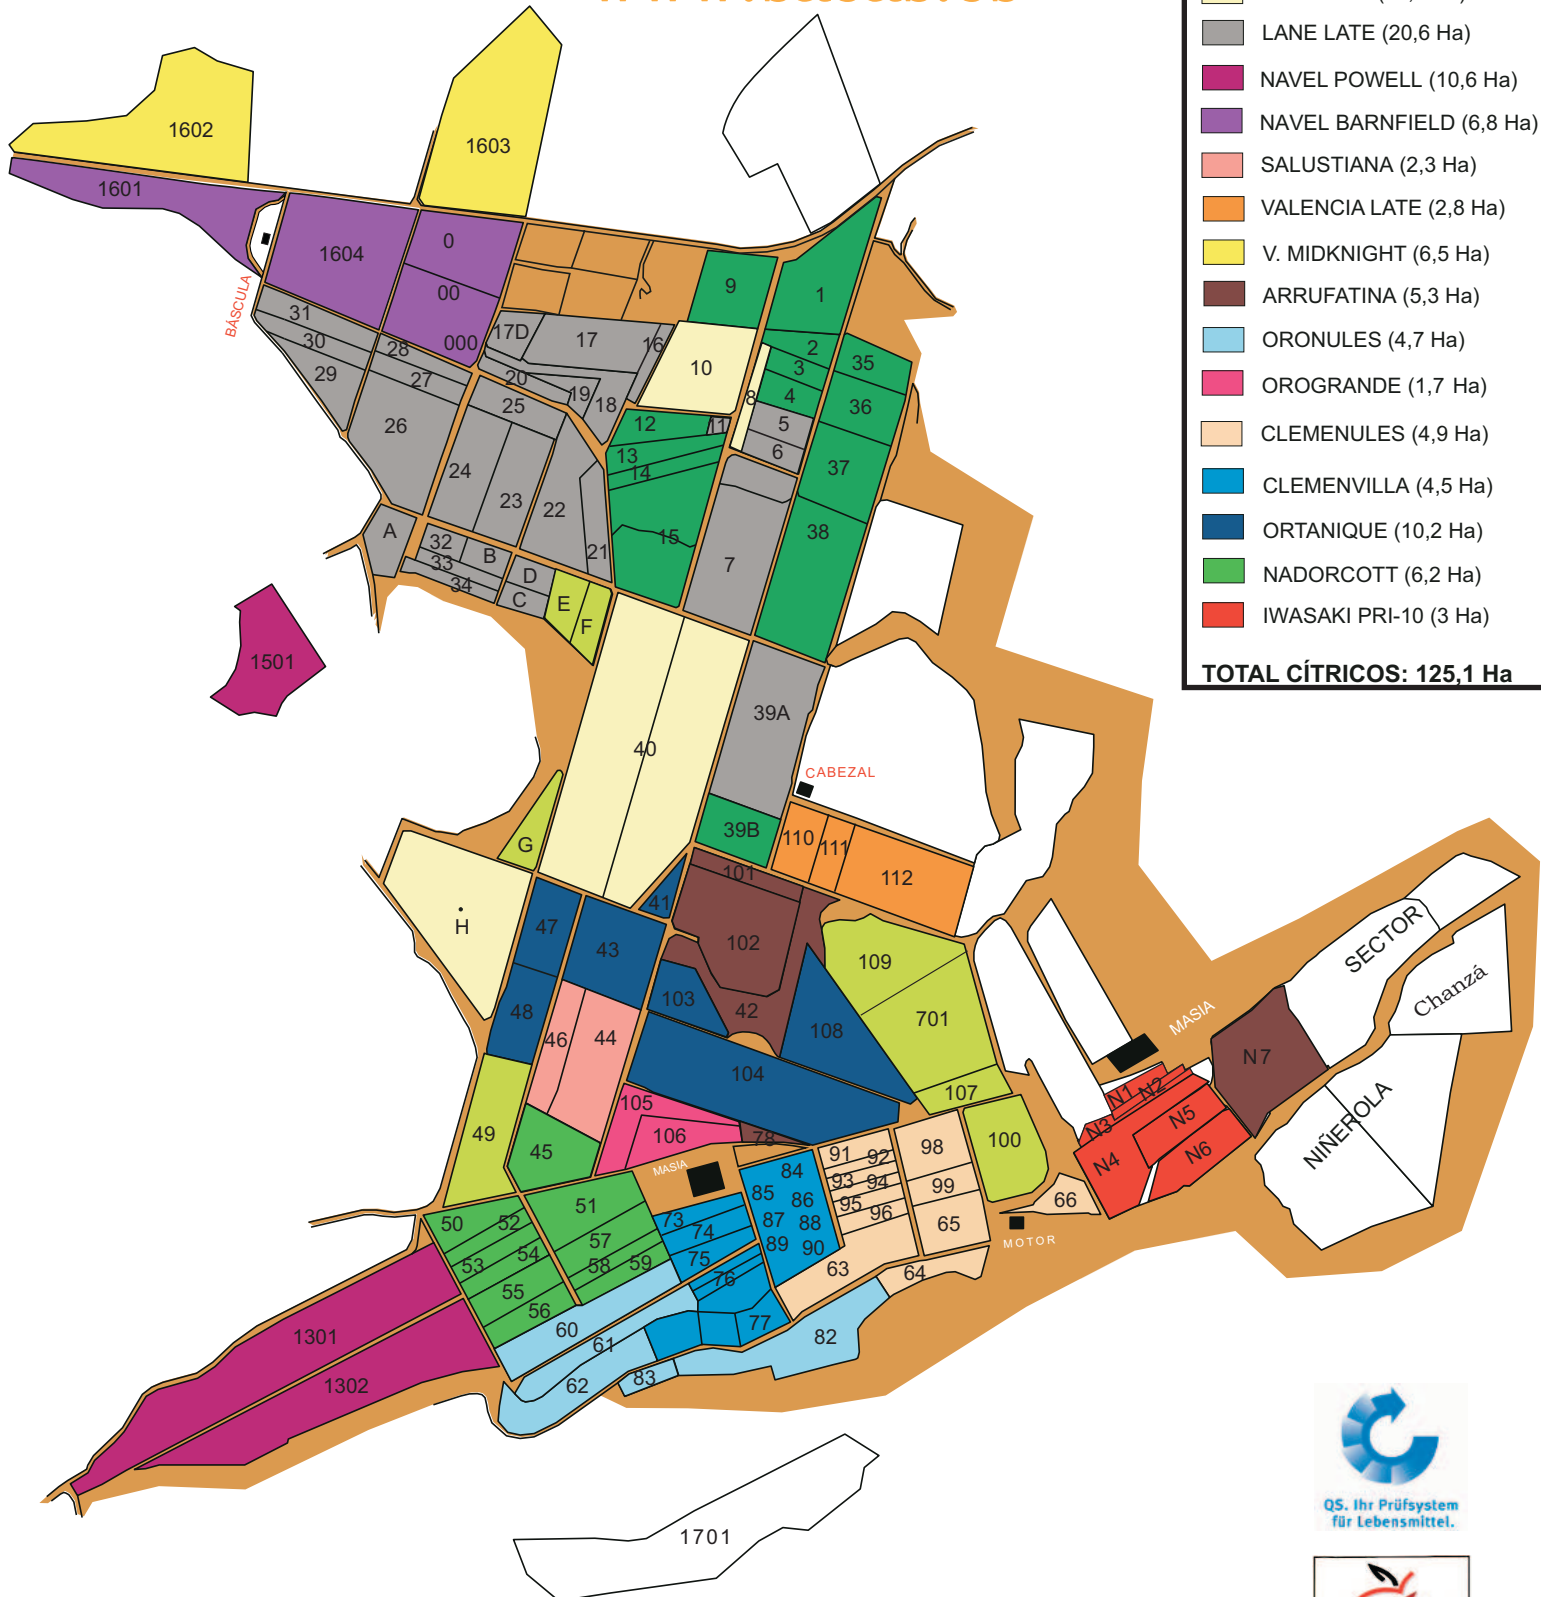 LANE LATE (20,6 Ha)
NAVEL POWELL (10,6 Ha)
NAVEL BARNFIELD (6,8 Ha)
SALUSTIANA (2,3 Ha)
VALENCIA LATE (2,8 Ha)
V. MIDKNIGHT (6,5 Ha)
ARRUFATINA (5,3 Ha)
ORONULES (4,7 Ha)
OROGRANDE (1,7 Ha)
CLEMENULES (4,9 Ha)
CLEMENVILLA (4,5 Ha)
ORTANIQUE (10,2 Ha)
NADORCOTT (6,2 Ha)
IWASAKI PRI-10 (3 Ha)
TOTAL CÍTRICOS: 125,1 Ha
1602
1603
1601
1604
0
00
000
BÁSCULA
9
1
31
30
29
28
27
26
17D
17
16
20
19
18
25
24
23
22
21
10
8
2
3
4
5
6
35
36
37
38
12
11
13
14
15
7
A
32
B
33
34
D
C
E
F
1501
40
39A
CABEZAL
39B
110
111
112
G
H
101
41
102
47
43
48
103
42
108
109
701
46
44
104
107
105
106
78
49
45
100
MASIA
MASIA
SECTOR
Chanzá
NIÑEROLA
N7
N1
N2
N3
N4
N5
N6
91
92
93
94
95
96
98
99
65
66
MOTOR
63
64
84
85
86
87
88
89
90
73
74
75
76
77
50
52
51
53
54
57
55
58
59
56
60
61
62
83
82
1301
1302
1701
QS. Ihr Prüfsystem
für Lebensmittel.